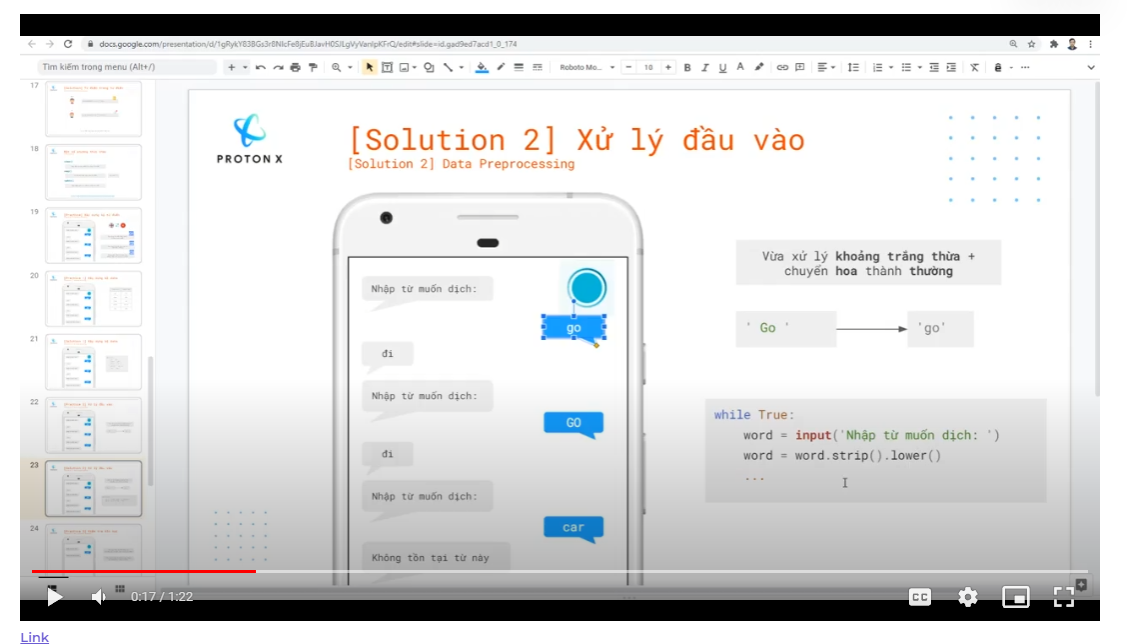 docs.google.com/presentation/d/1gRykY83BGs3r8NIcFe8jEuBJavH0SJLgVyVanIpKFrQ/edit#slide=id.gad9ed7acd1_0_174
Tìm kiếm trong menu (Alt+/)
Roboto Mo...
10
B I U A
17
18
19
20
21
22
23
24
PROTON X
[Solution 2] Xử lý đầu vào
[Solution 2] Data Preprocessing
Nhập từ muốn dịch:
go
đi
Nhập từ muốn dịch:
GO
đi
Nhập từ muốn dịch:
car
Không tồn tại từ này
Vừa xử lý khoảng trắng thừa +
chuyển hoa thành thường
' Go '
'go'
while True:
word = input('Nhập từ muốn dịch: ')
word = word.strip().lower()
...
0:17 / 1:22
CC
Link